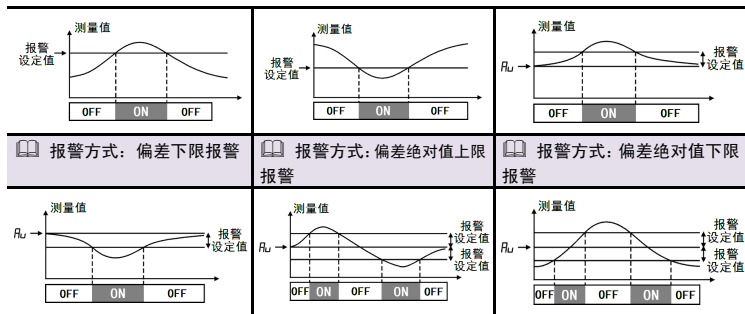 测量值
报警
设定值
OFF ON OFF
测量值
报警
设定值
OFF ON OFF
测量值
Au
报警
设定值
OFF ON OFF
报警方式：偏差下限报警
报警方式：偏差绝对值上限
报警
报警方式：偏差绝对值下限
报警
测量值
Au
报警
设定值
OFF ON OFF
测量值
Au
报警
设定值
报警
设定值
OFF ON OFF ON OFF
测量值
Au
报警
设定值
报警
设定值
OFF ON OFF ON OFF